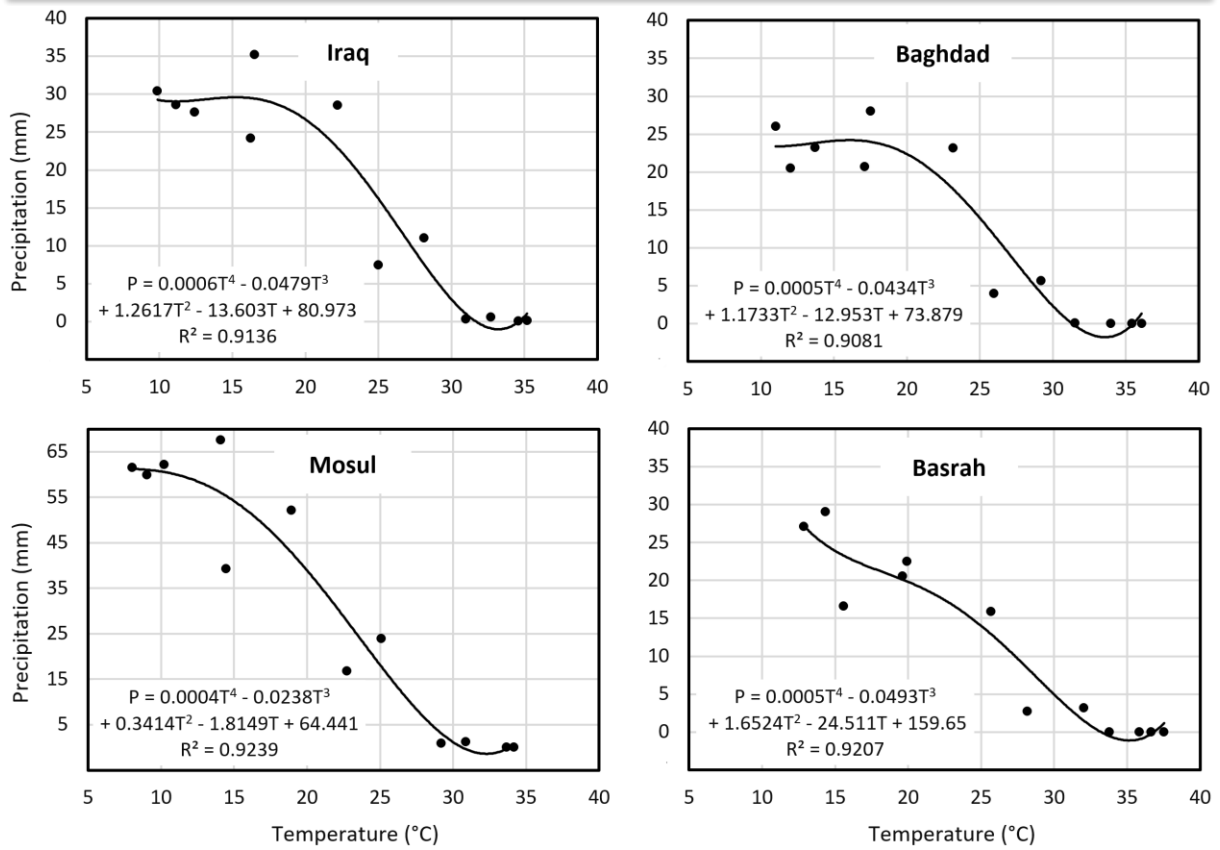 Iraq
Precipitation (mm)
40
35
30
25
20
15
10
5
0
P = 0.0006T⁴ - 0.0479T³
+ 1.2617T² - 13.603T + 80.973
R² = 0.9136
5 10 15 20 25 30 35 40
Baghdad
40
35
30
25
20
15
10
5
0
P = 0.0005T⁴ - 0.0434T³
+ 1.1733T² - 12.953T + 73.879
R² = 0.9081
5 10 15 20 25 30 35 40
Mosul
Precipitation (mm)
65
55
45
35
25
15
5
P = 0.0004T⁴ - 0.0238T³
+ 0.3414T² - 1.8149T + 64.441
R² = 0.9239
5 10 15 20 25 30 35 40
Temperature (°C)
Basrah
40
35
30
25
20
15
10
5
0
P = 0.0005T⁴ - 0.0493T³
+ 1.6524T² - 24.511T + 159.65
R² = 0.9207
5 10 15 20 25 30 35 40
Temperature (°C)